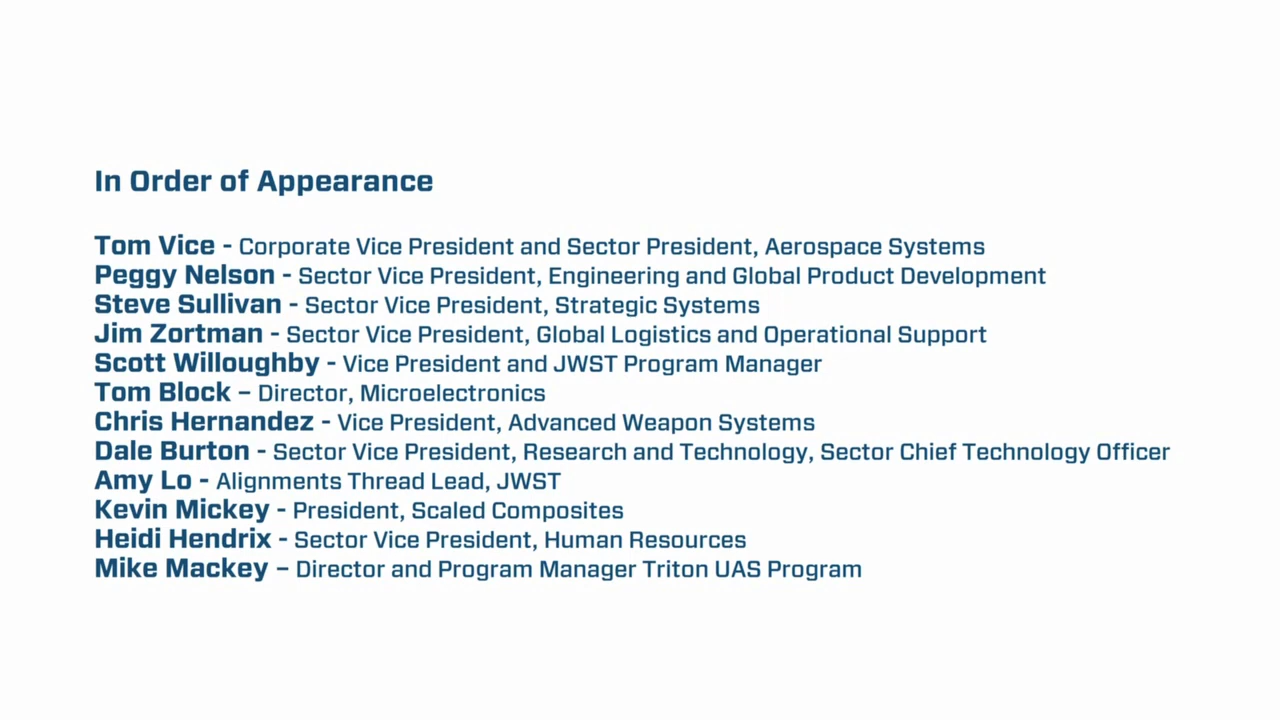 In Order of Appearance
Tom Vice - Corporate Vice President and Sector President, Aerospace Systems
Peggy Nelson - Sector Vice President, Engineering and Global Product Development
Steve Sullivan - Sector Vice President, Strategic Systems
Jim Zortman - Sector Vice President, Global Logistics and Operational Support
Scott Willoughby - Vice President and JWST Program Manager
Tom Block – Director, Microelectronics
Chris Hernandez - Vice President, Advanced Weapon Systems
Dale Burton - Sector Vice President, Research and Technology, Sector Chief Technology Officer
Amy Lo - Alignments Thread Lead, JWST
Kevin Mickey - President, Scaled Composites
Heidi Hendrix - Sector Vice President, Human Resources
Mike Mackey – Director and Program Manager Triton UAS Program